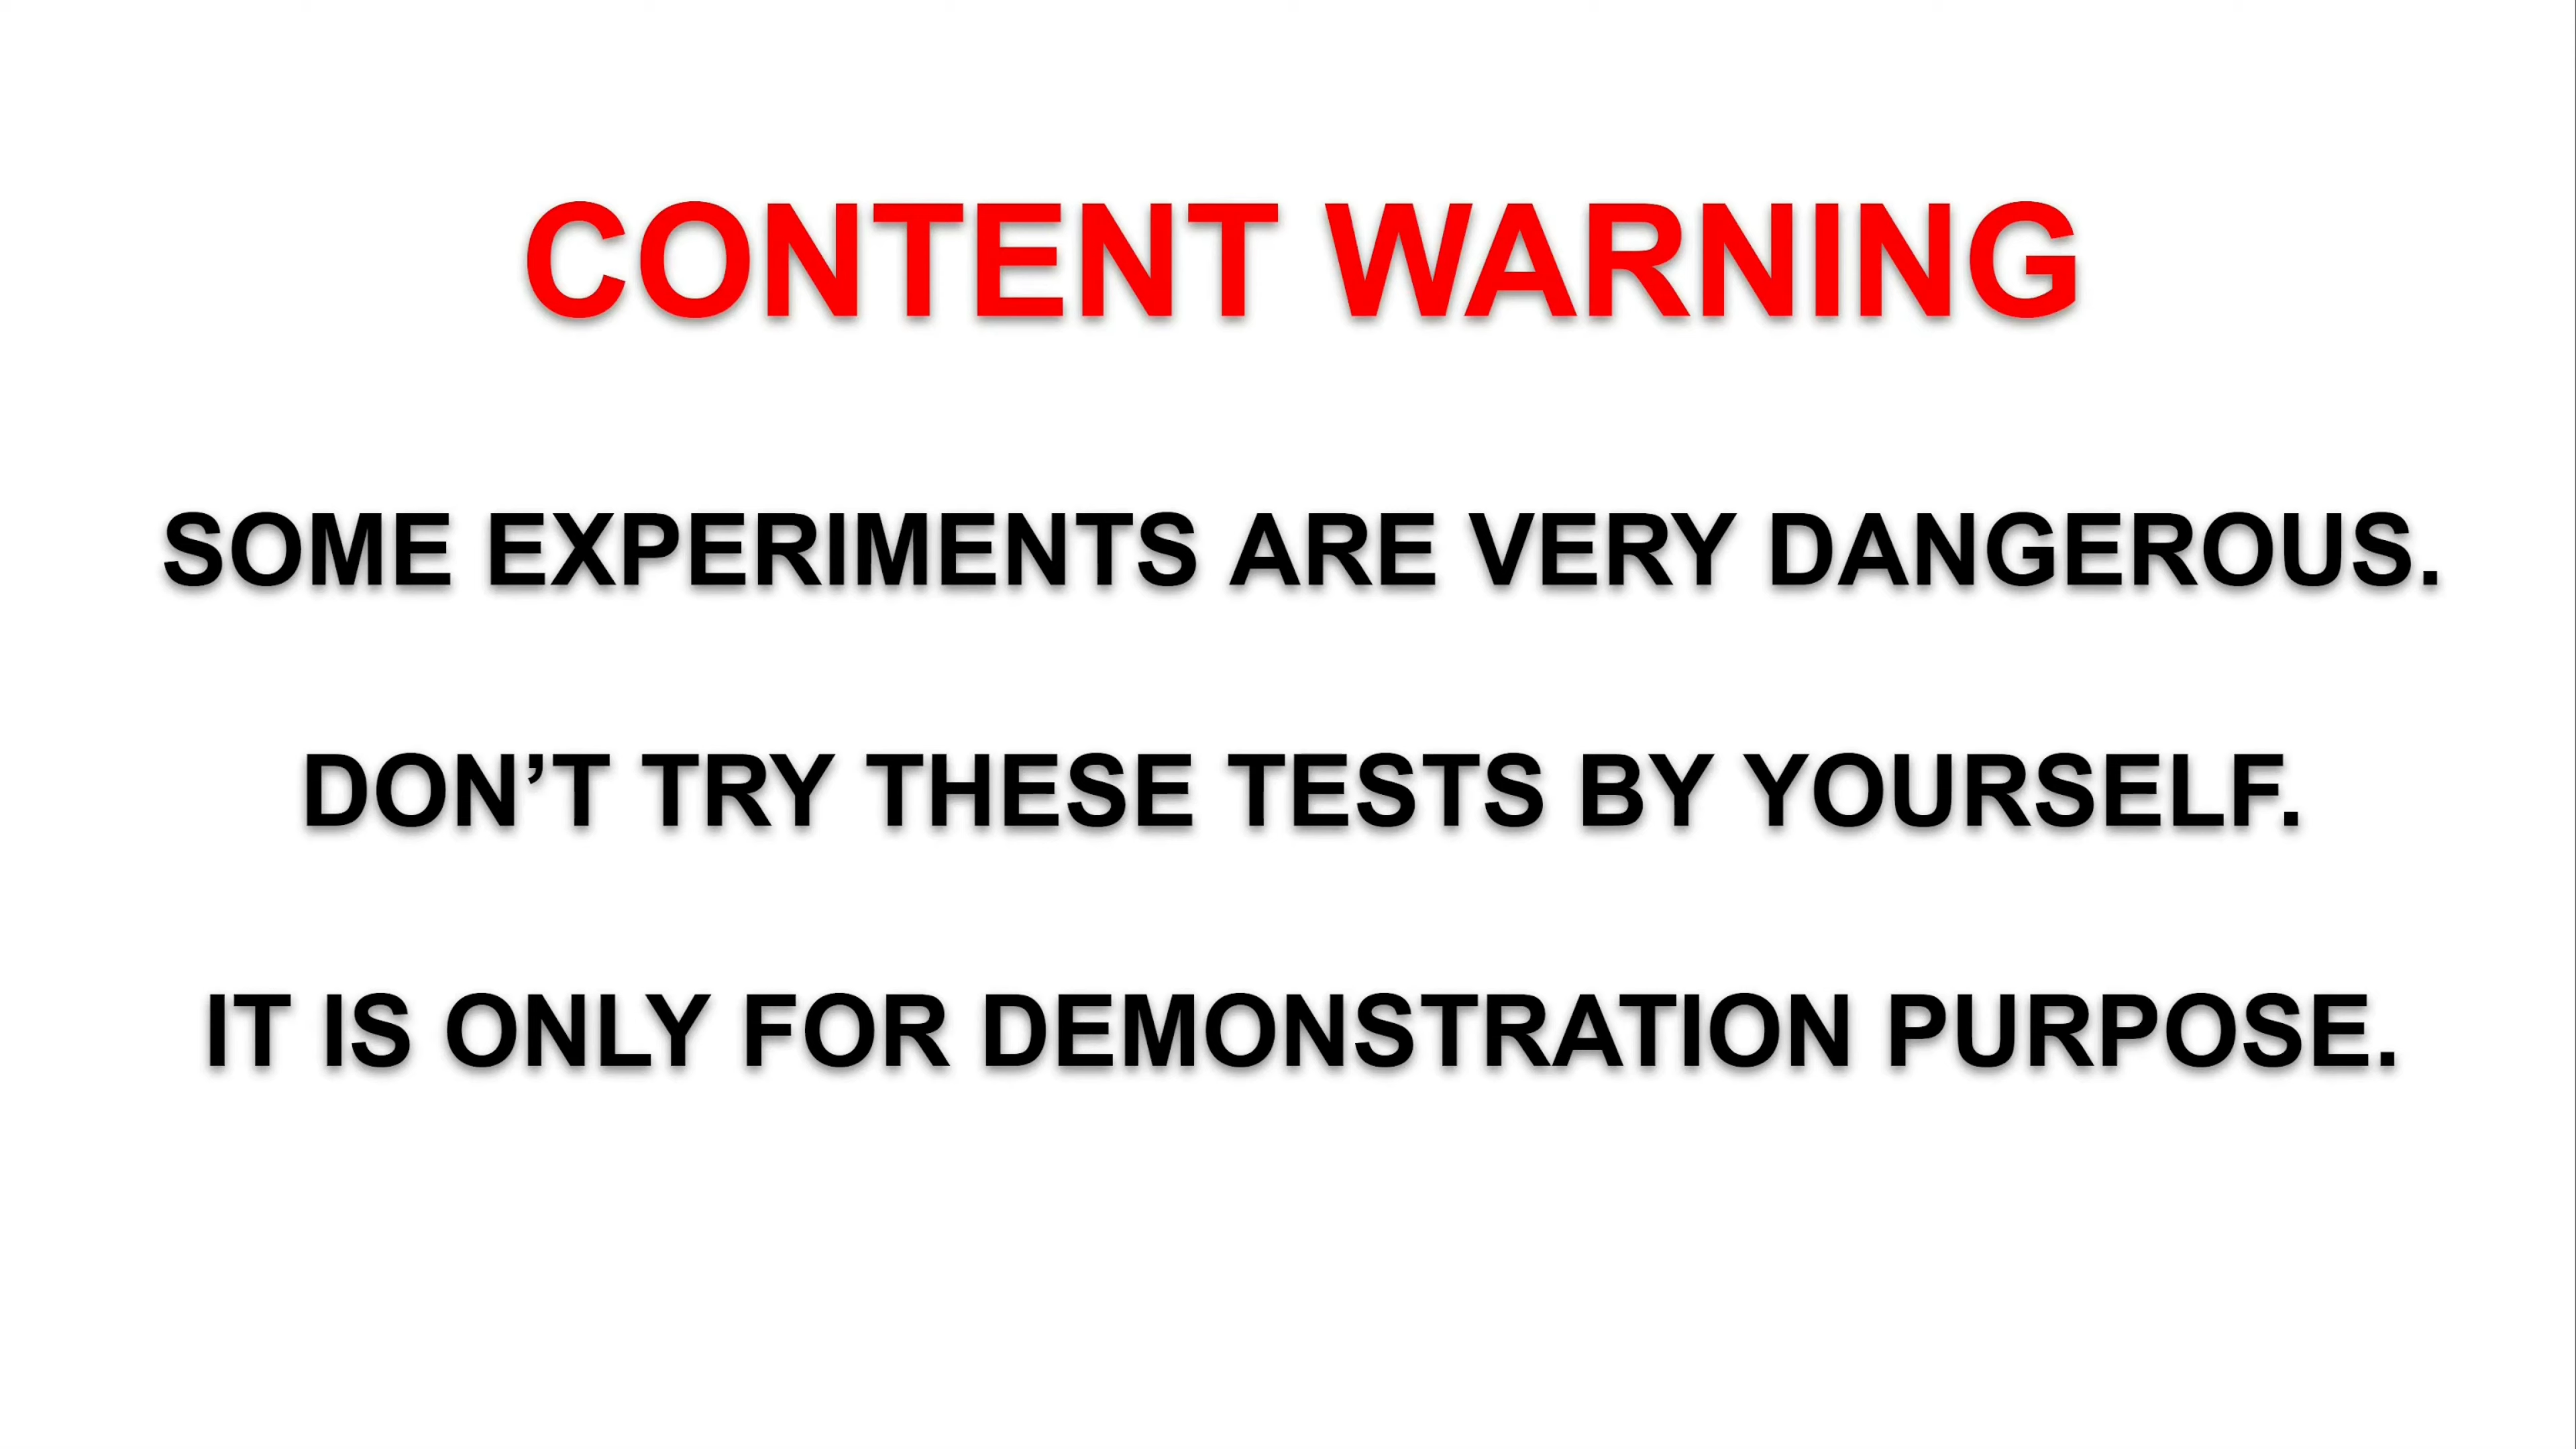 CONTENT WARNING
SOME EXPERIMENTS ARE VERY DANGEROUS.
DON’T TRY THESE TESTS BY YOURSELF.
IT IS ONLY FOR DEMONSTRATION PURPOSE.